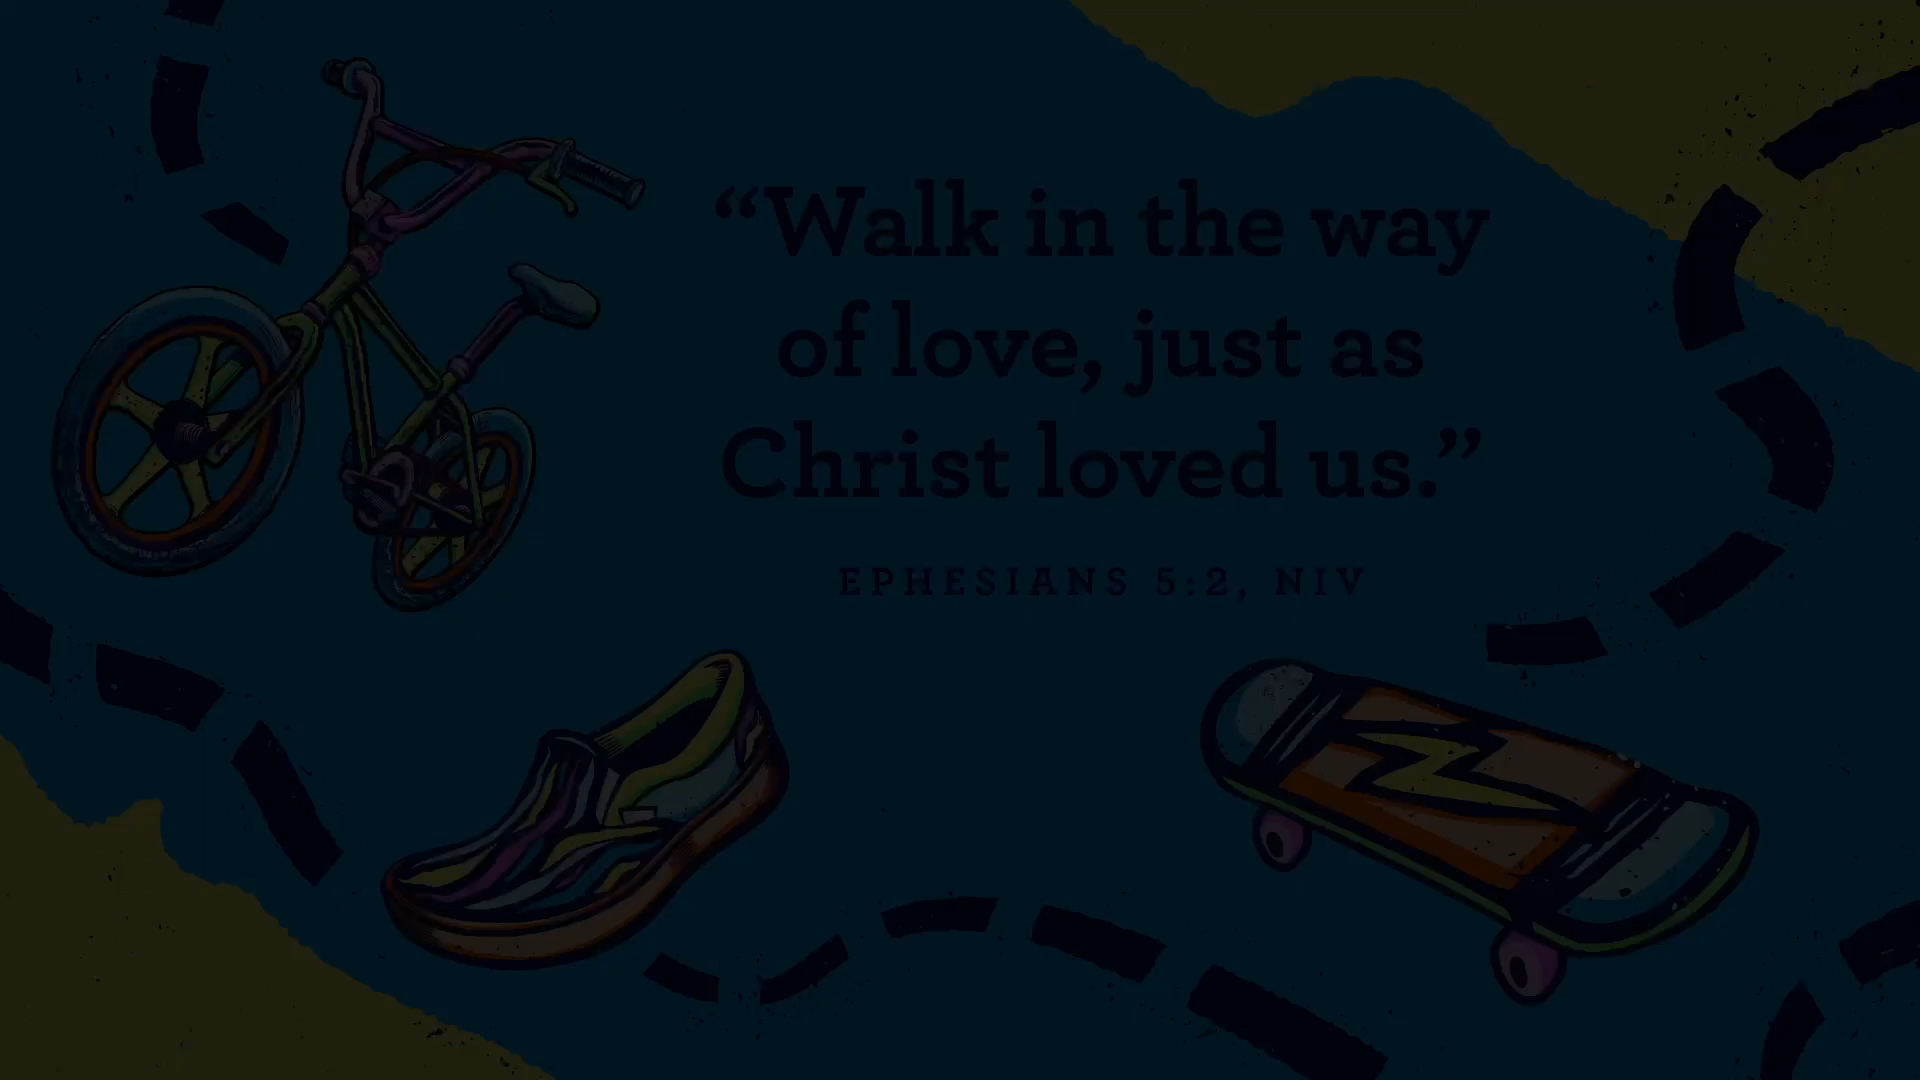 “Walk in the way
of love, just as
Christ loved us.”
EPHESIANS 5:2, NIV